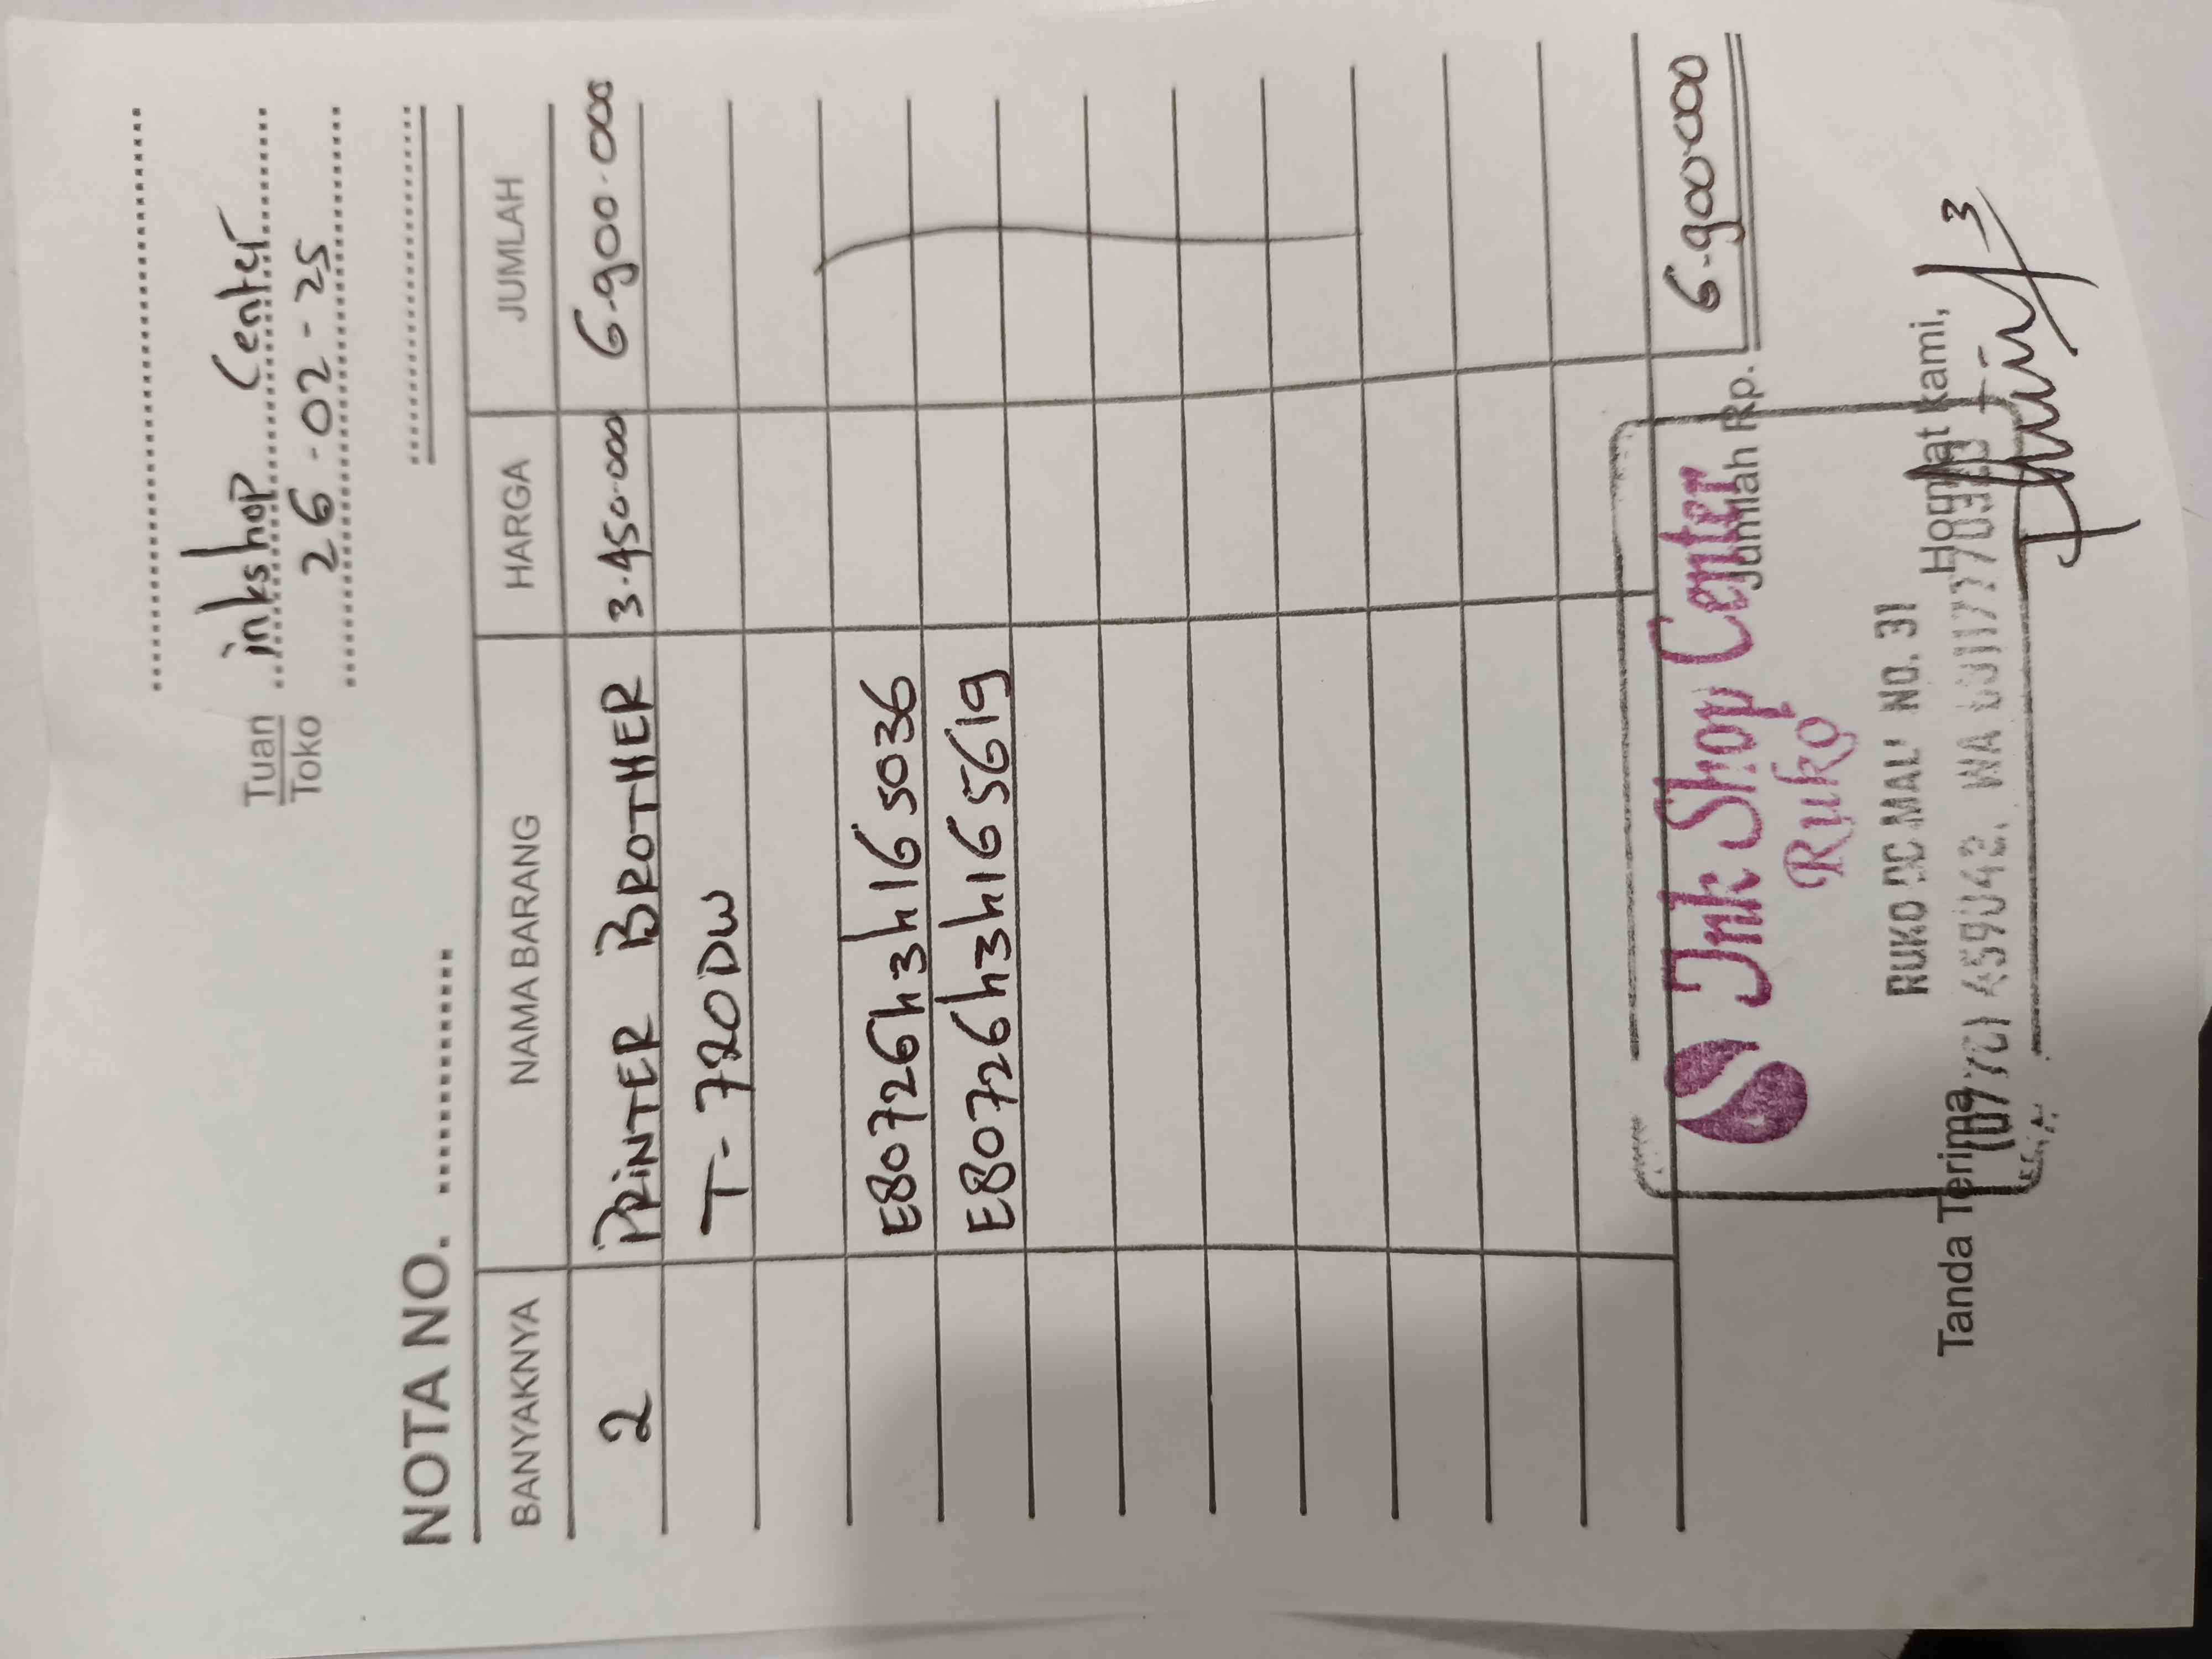 Tuan inkshop Center
Toko 26-02-25
NOTA NO. ............
BANYAKNYA NAMA BARANG HARGA JUMLAH
2 PRINTER BROTHER 3.450.000 6.900.000
T-720DW
E80726h3h165036
E80726h3h165619
Jumlah Rp. 6.900.000
Ink Shop Center
Ruko
RUKO DC MALL NO. 31
Tanda Terima Hormat kami,